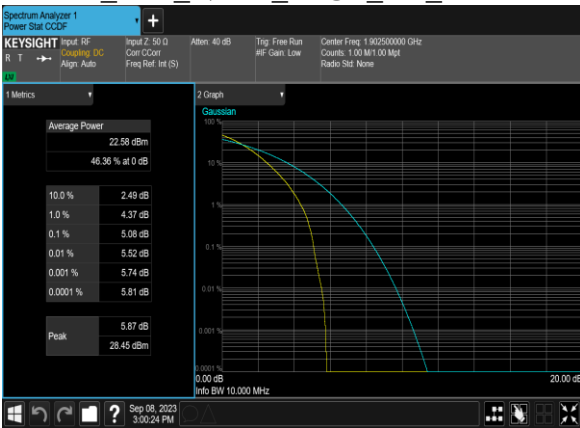 Spectrum Analyzer 1
Power Stat CCDF
KEYSIGHT
R T
LV
Input: RF
Coupling: DC
Align: Auto
Input Z: 50 Ω
Corr CCorr
Freq Ref: Int (S)
Atten: 40 dB
Trig: Free Run
#IF Gain: Low
Center Freq: 1.902500000 GHz
Counts: 1.00 M/1.00 Mpt
Radio Std: None
1 Metrics
Average Power
22.58 dBm
46.36 % at 0 dB
10.0 % 2.49 dB
1.0 % 4.37 dB
0.1 % 5.08 dB
0.01 % 5.52 dB
0.001 % 5.74 dB
0.0001 % 5.81 dB
Peak
5.87 dB
28.45 dBm
2 Graph
Gaussian
100 %
10 %
1 %
0.1 %
0.01 %
0.001 %
0.0001 %
0.00 dB
20.00 dB
Info BW 10.000 MHz
?
Sep 08, 2023
3:00:24 PM